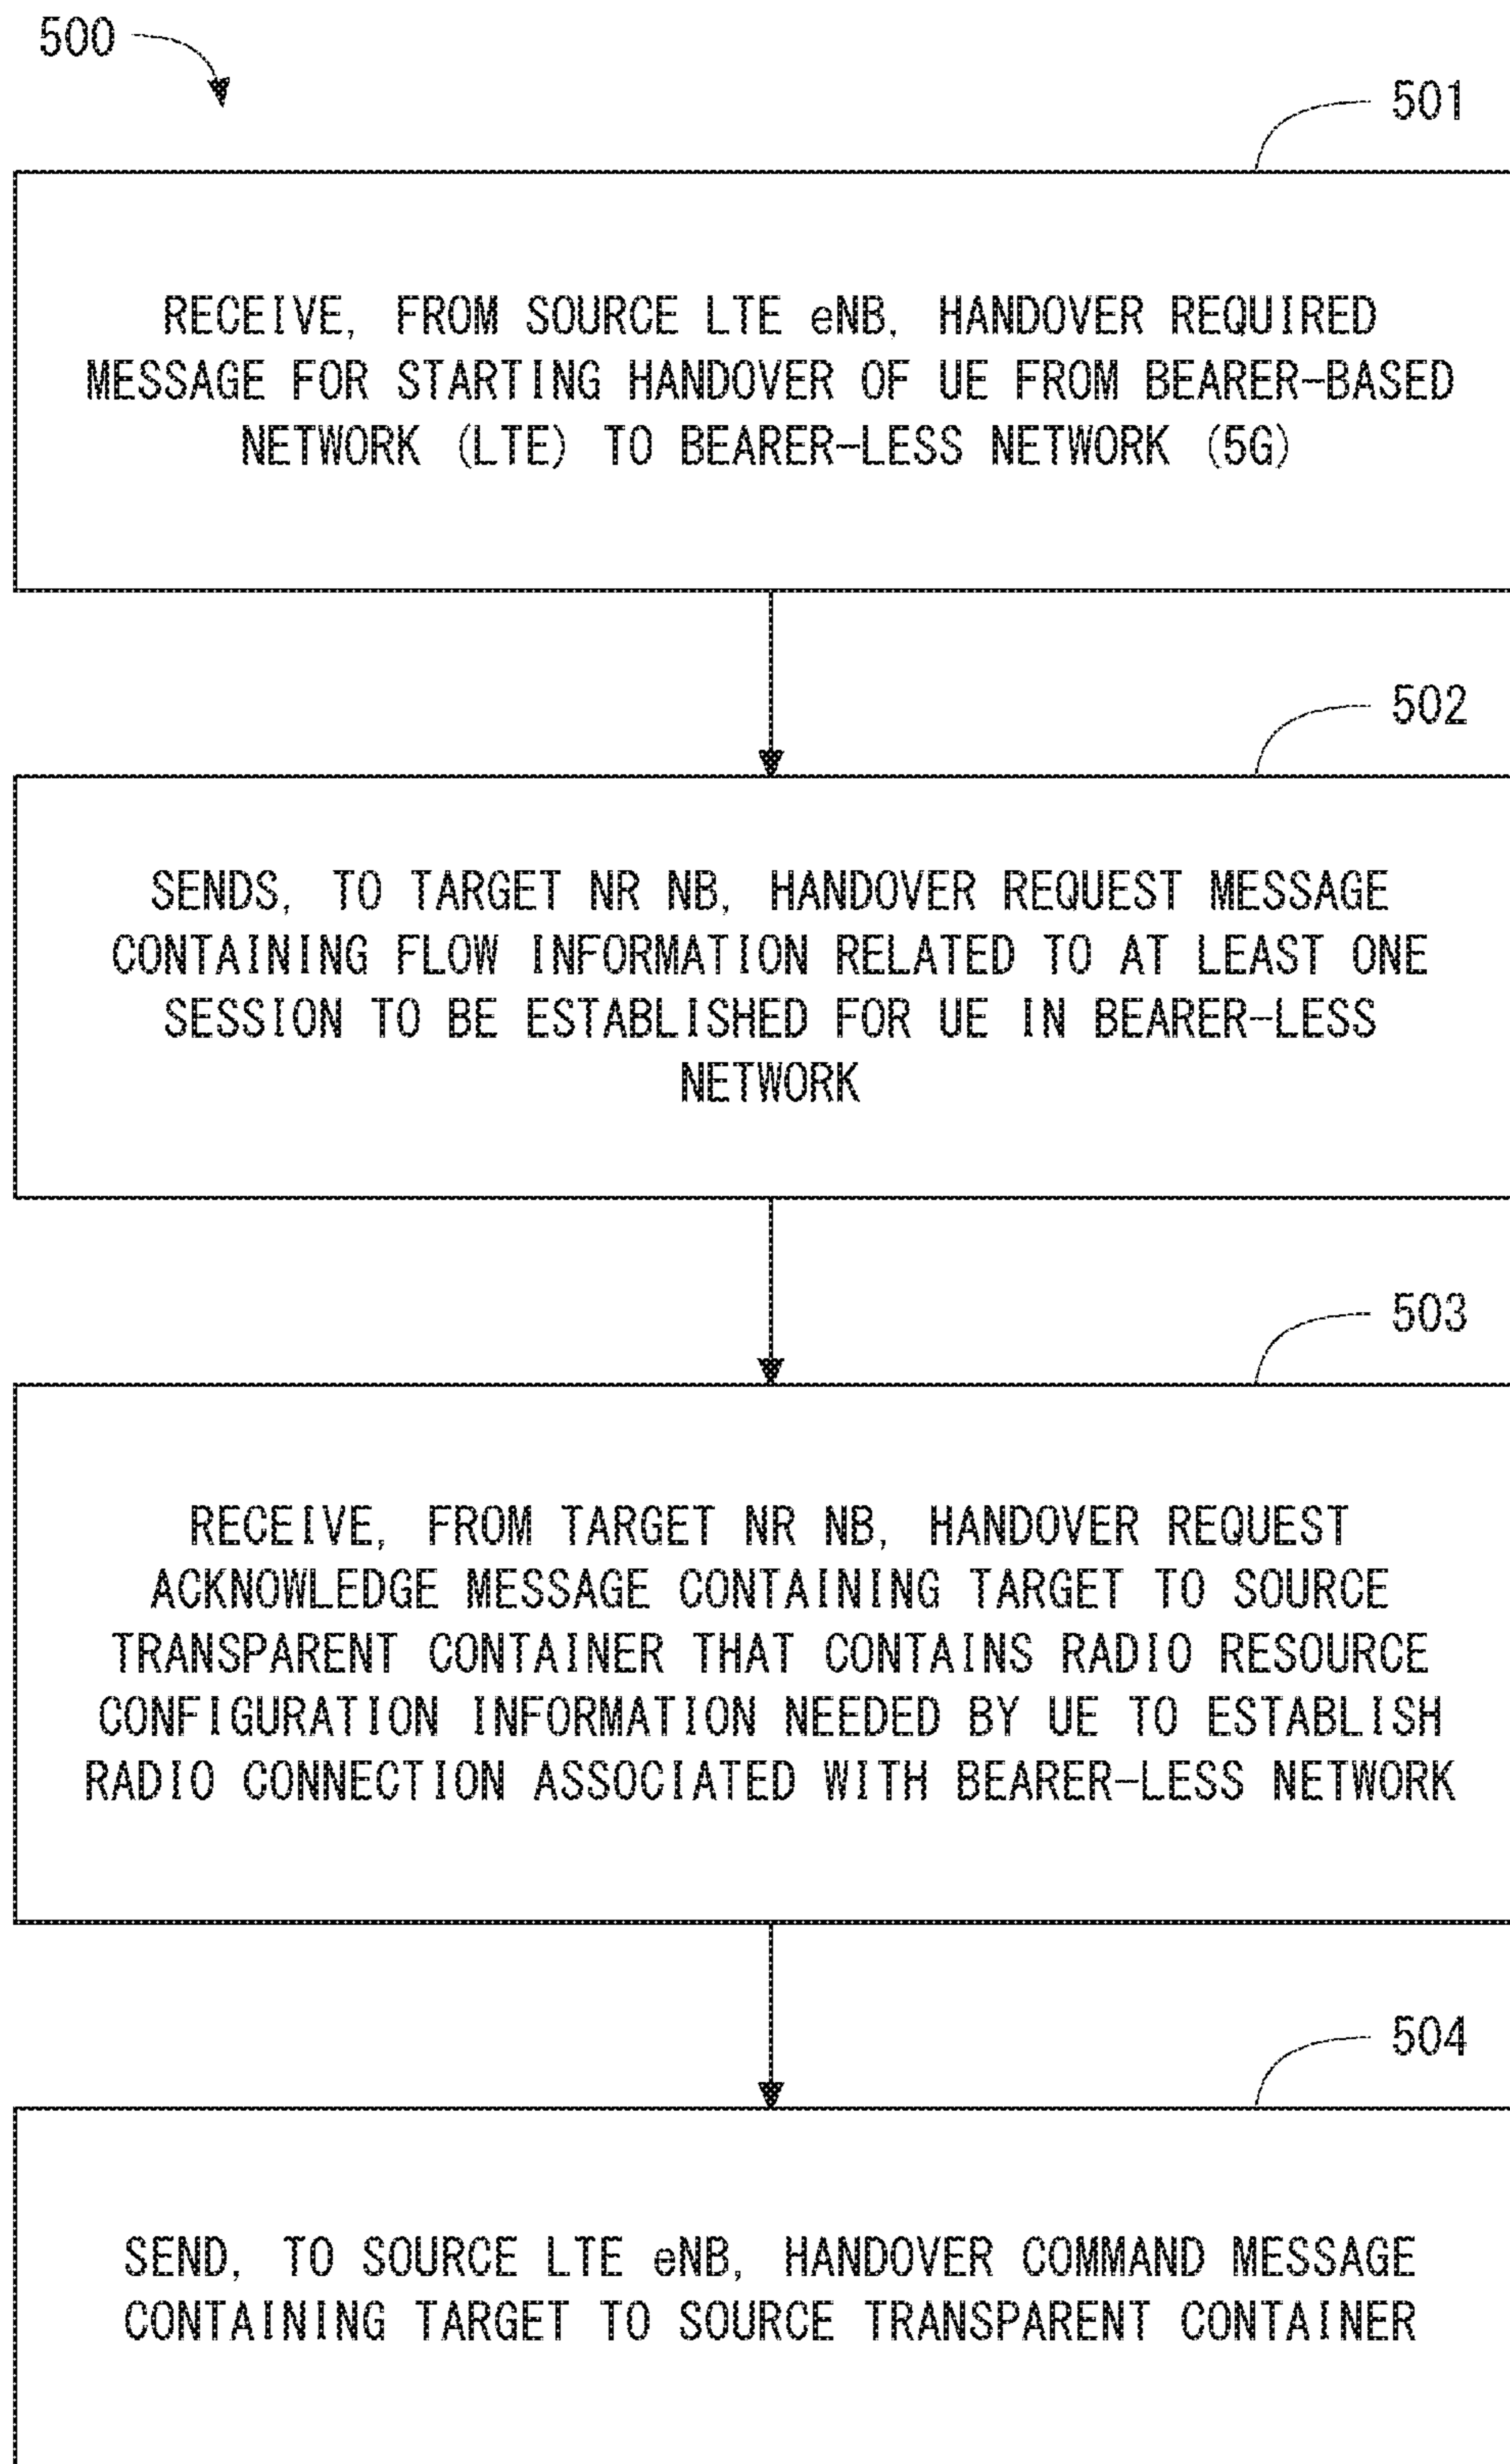 500
501
RECEIVE, FROM SOURCE LTE eNB, HANDOVER REQUIRED
MESSAGE FOR STARTING HANDOVER OF UE FROM BEARER-BASED
NETWORK (LTE) TO BEARER-LESS NETWORK (5G)
502
SENDS, TO TARGET NR NB, HANDOVER REQUEST MESSAGE
CONTAINING FLOW INFORMATION RELATED TO AT LEAST ONE
SESSION TO BE ESTABLISHED FOR UE IN BEARER-LESS
NETWORK
503
RECEIVE, FROM TARGET NR NB, HANDOVER REQUEST
ACKNOWLEDGE MESSAGE CONTAINING TARGET TO SOURCE
TRANSPARENT CONTAINER THAT CONTAINS RADIO RESOURCE
CONFIGURATION INFORMATION NEEDED BY UE TO ESTABLISH
RADIO CONNECTION ASSOCIATED WITH BEARER-LESS NETWORK
504
SEND, TO SOURCE LTE eNB, HANDOVER COMMAND MESSAGE
CONTAINING TARGET TO SOURCE TRANSPARENT CONTAINER